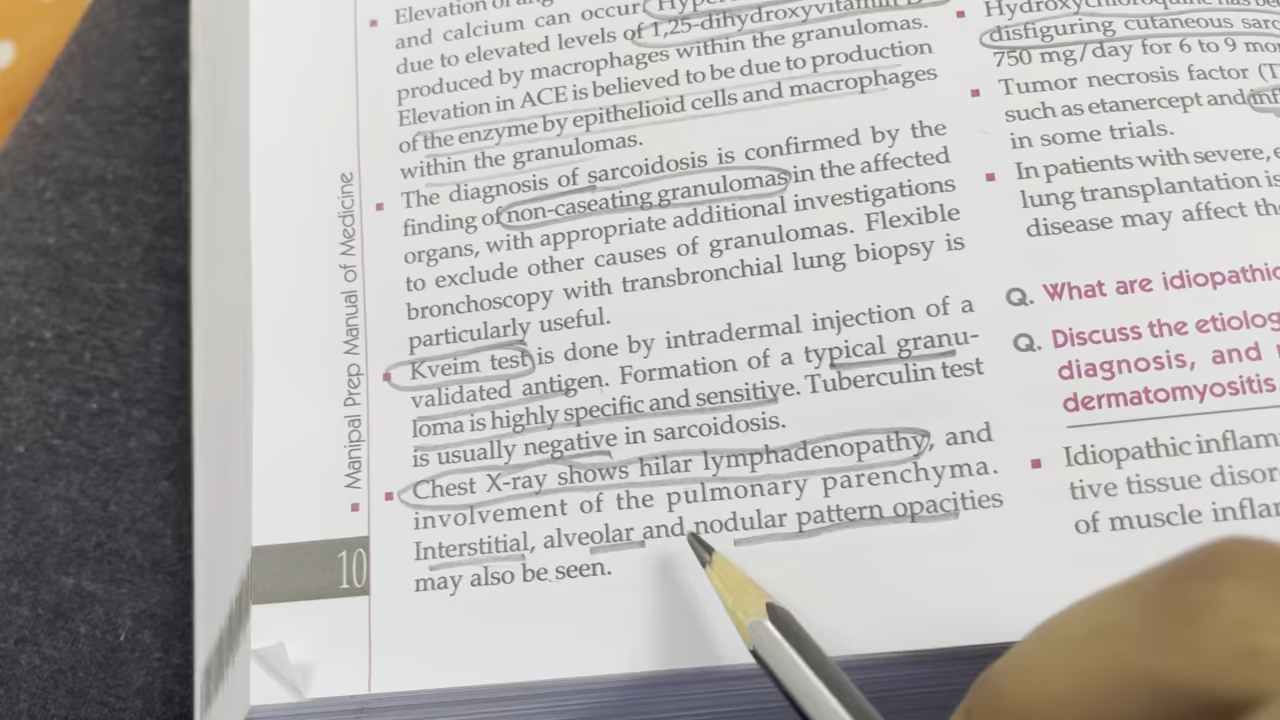 Elevation of
and calcium can occur
due to elevated levels of 1,25-dihydroxyvitamin D
produced by macrophages within the granulomas.
Elevation in ACE is believed to be due to production
of the enzyme by epithelioid cells and macrophages
within the granulomas.
The diagnosis of sarcoidosis is confirmed by the
finding of non-caseating granulomas in the affected
organs, with appropriate additional investigations
to exclude other causes of granulomas. Flexible
bronchoscopy with transbronchial lung biopsy is
particularly useful.
Kveim test is done by intradermal injection of a
validated antigen. Formation of a typical granu-
loma is highly specific and sensitive. Tuberculin test
is usually negative in sarcoidosis.
Chest X-ray shows hilar lymphadenopathy, and
involvement of the pulmonary parenchyma.
Interstitial, alveolar and nodular pattern opacities
may also be seen.
Manipal Prep Manual of Medicine
10
disfiguring cutaneous
750 mg/day for 6 to 9
Tumor necrosis factor
such as etanercept and
in some trials.
In patients with severe,
lung transplantation is
disease may affect
Q. What are
Q. Discuss the
diagnosis, and
dermatomyositis
Idiopathic
tive tissue
of muscle